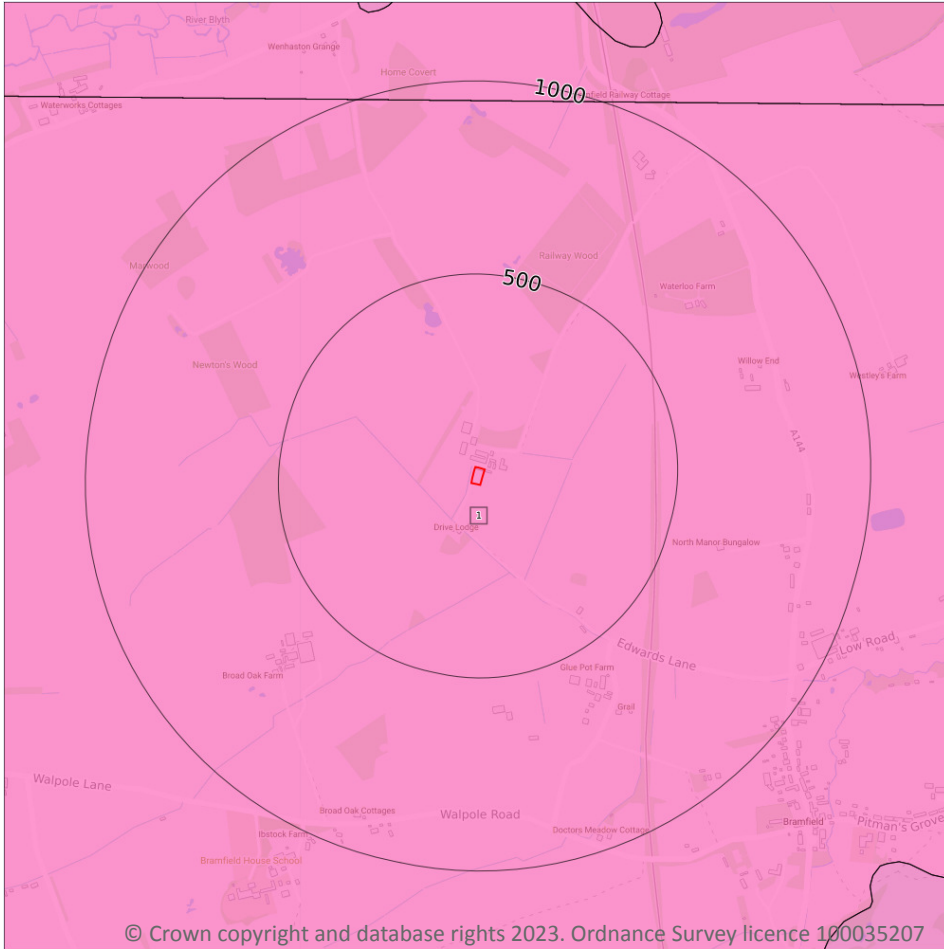 River Blyth
Wenhaston Grange
Home Covert
1000
Waterworks Cottages
field Railway Cottage
Railway Wood
500
Waterloo Farm
Newton's Wood
Willow End
Westley's Farm
A144
1
Drive Lodge
North Manor Bungalow
Low Road
Edwards Lane
Glue Pot Farm
Broad Oak Farm
Grail
Walpole Lane
Broad Oak Cottages
Walpole Road
Bramfield
Pitman's Grove
Doctors Meadow Cottage
Ibstock Farm
Bramfield House School
© Crown copyright and database rights 2023. Ordnance Survey licence 100035207